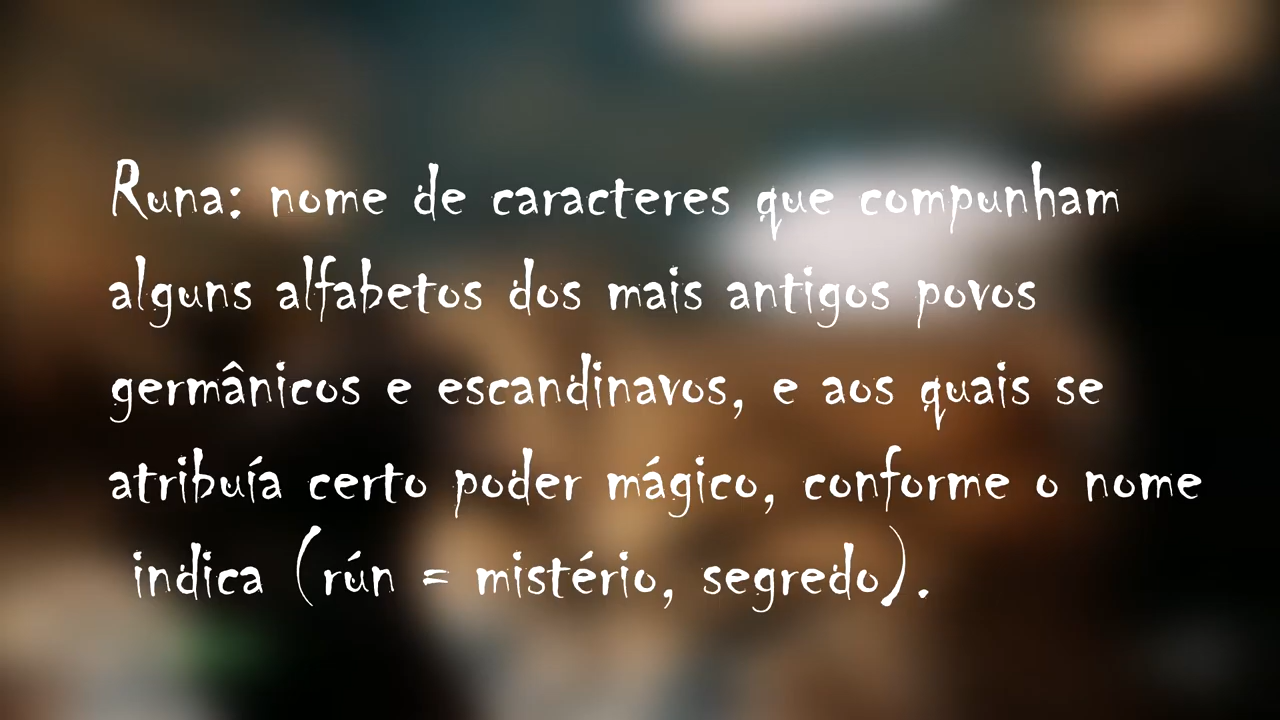 Runa: nome de caracteres que compunham
alguns alfabetos dos mais antigos povos
germânicos e escandinavos, e aos quais se
atribuía certo poder mágico, conforme o nome
indica (rún = mistério, segredo).